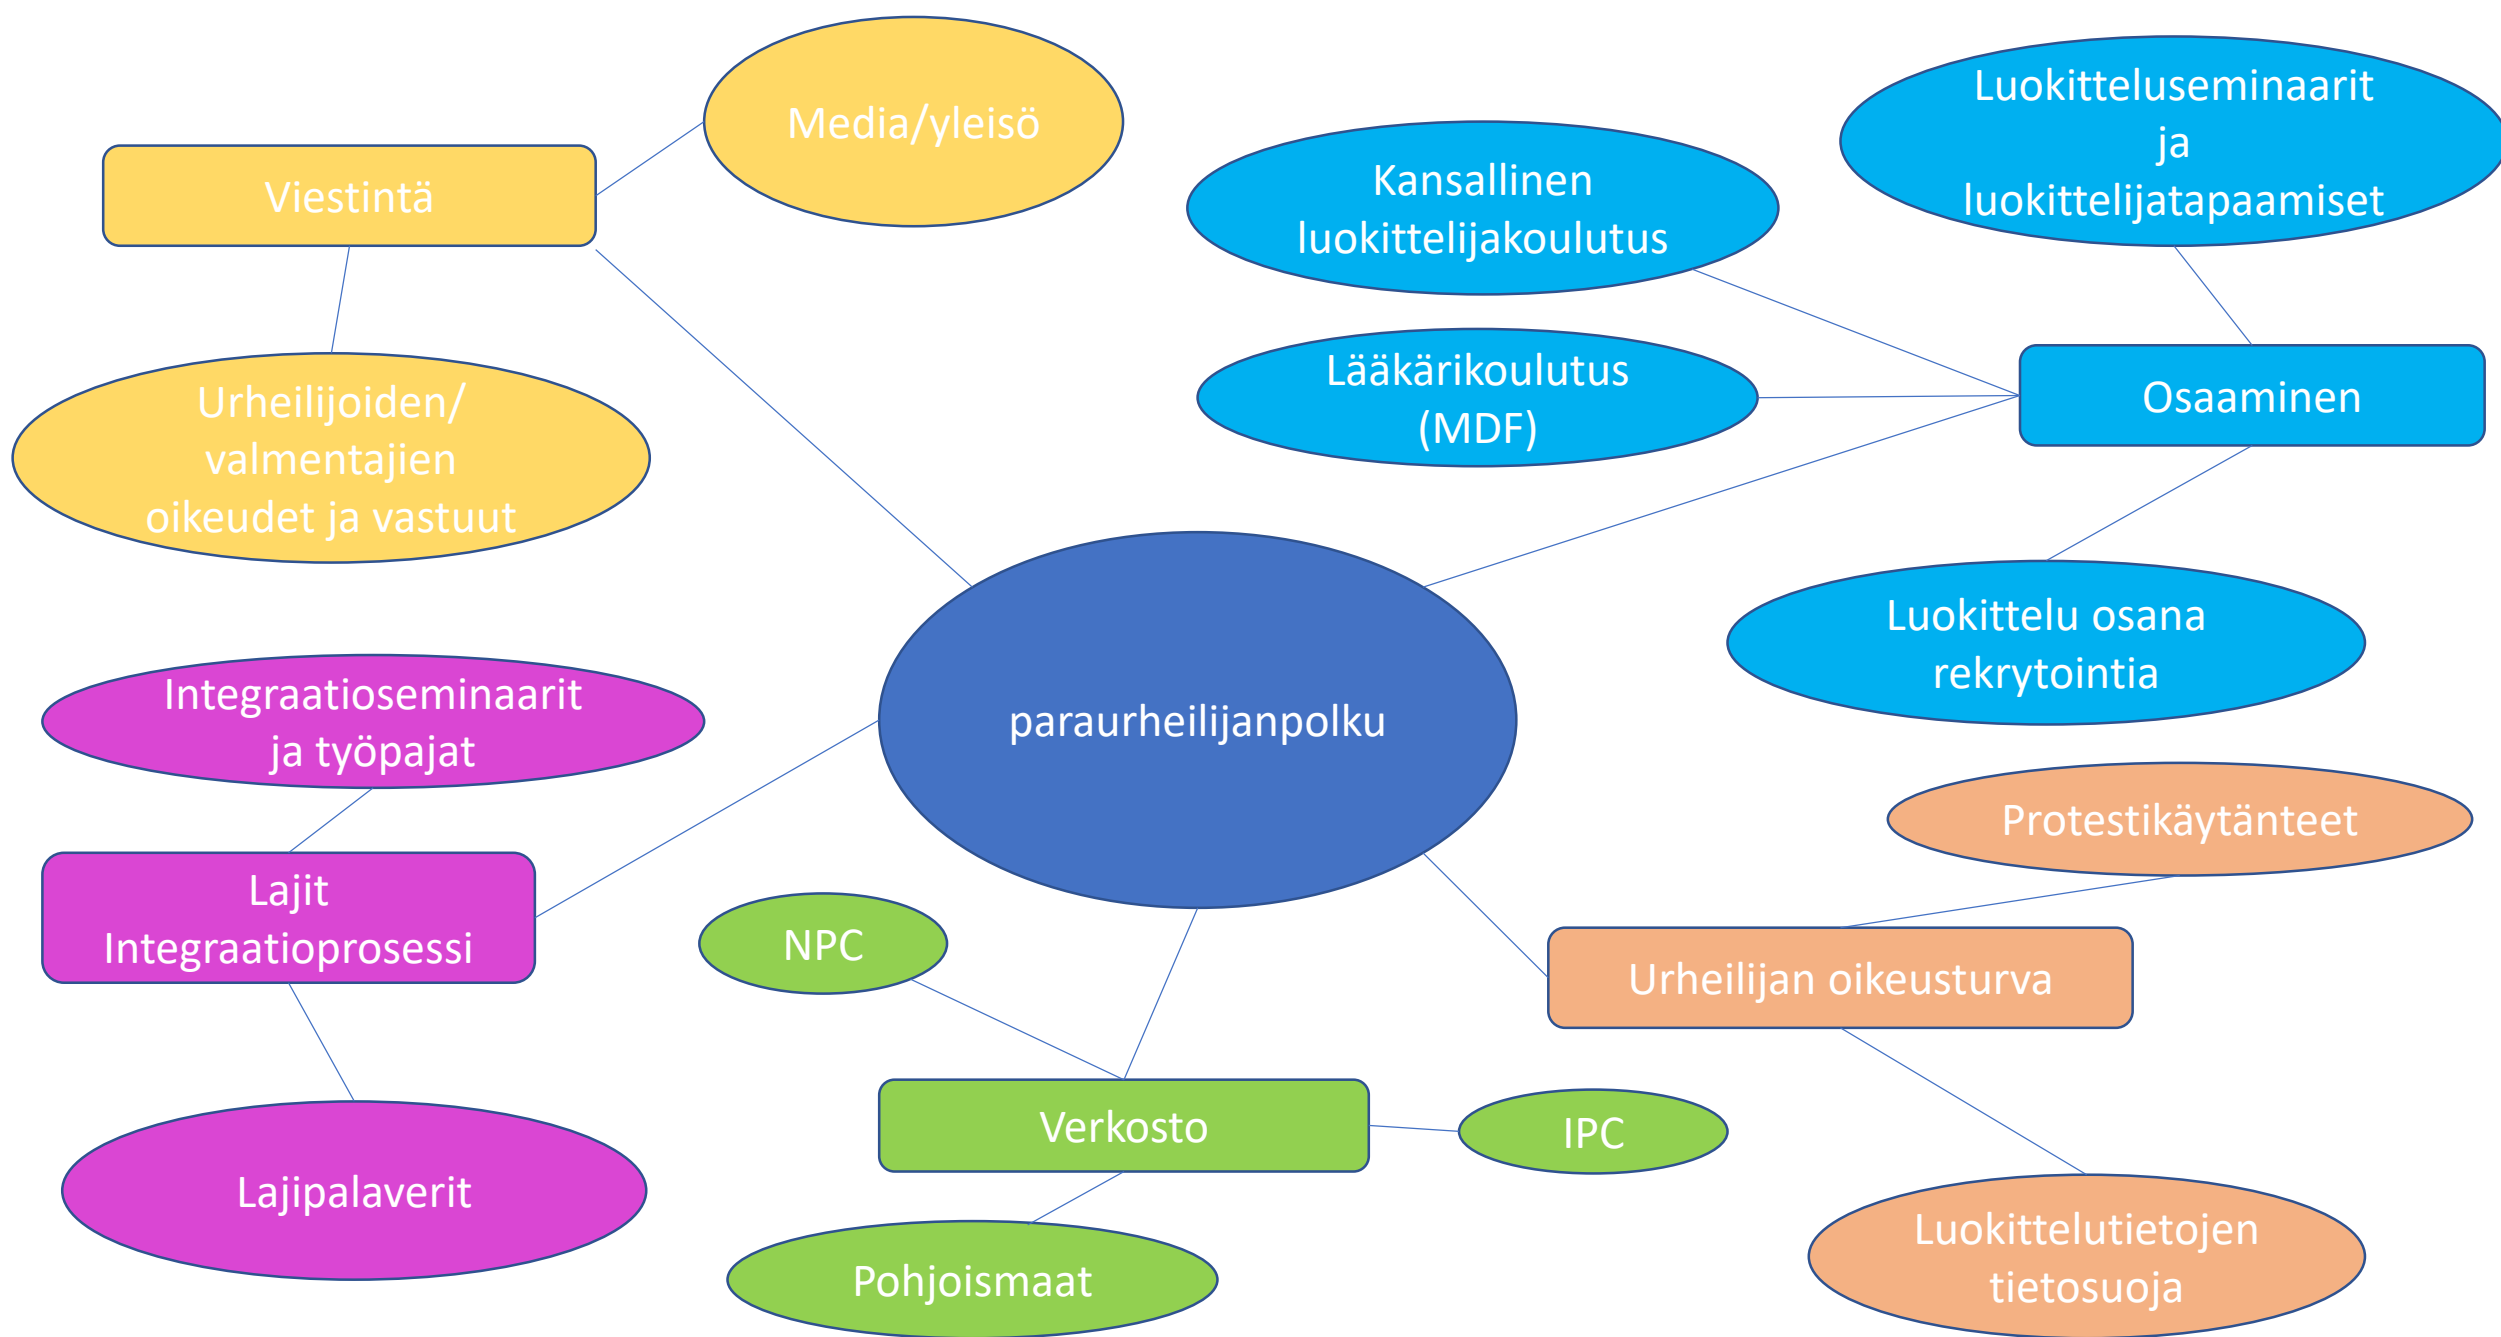 Media/yleisö
Viestintä
Urheilijoiden/
valmentajien
oikeudet ja vastuut
Kansallinen
luokittelijakoulutus
Luokitteluseminaarit
ja
luokittelijatapaamiset
Lääkärikoulutus
(MDF)
Osaaminen
Luokittelu osana
rekrytointia
paraurheilijanpolku
Integraatioseminaarit
ja työpajat
Lajit
Integraatioprosessi
Lajipalaverit
NPC
Verkosto
IPC
Pohjoismaat
Protestikäytänteet
Urheilijan oikeusturva
Luokittelutietojen
tietosuoja